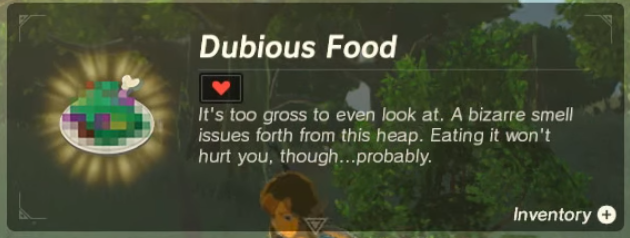 Dubious Food
It's too gross to even look at. A bizarre smell
issues forth from this heap. Eating it won't
hurt you, though...probably.
Inventory